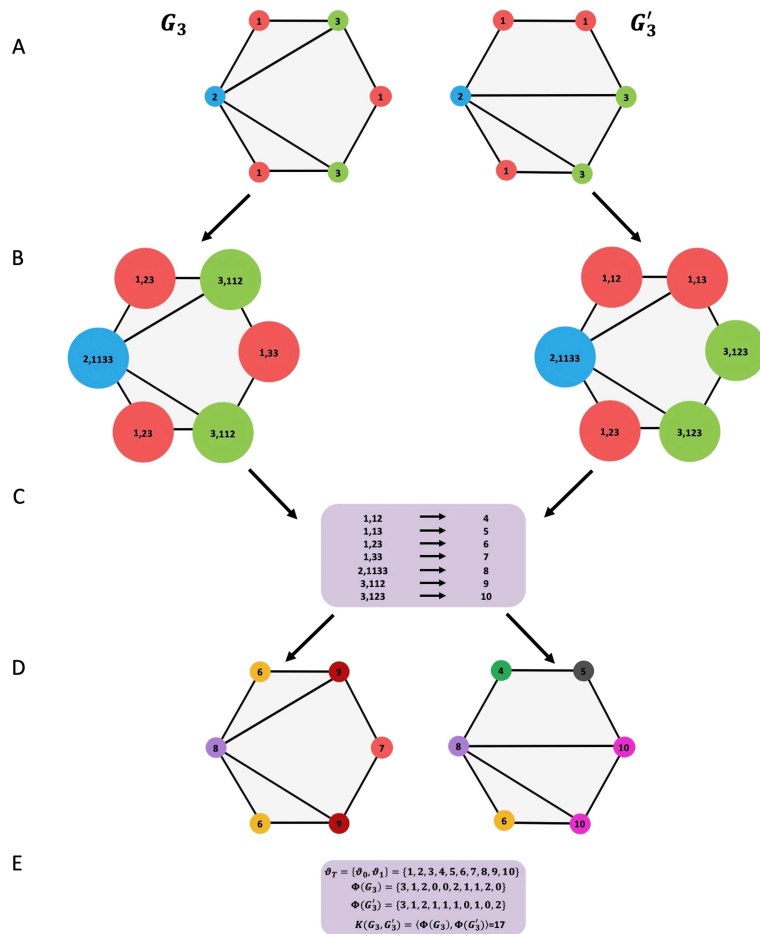 G₃ G′₃
A
1 3 1 1
2 1 2 3
1 3 1 3
B
1,23 3,112 1,12 1,13
2,1133 1,33 2,1133 3,123
1,23 3,112 1,23 3,123
C
1,12 → 4
1,13 → 5
1,23 → 6
1,33 → 7
2,1133 → 8
3,112 → 9
3,123 → 10
D
6 9 4 5
8 7 8 10
6 9 6 10
E
ϑ_T = {ϑ₀, ϑ₁} = {1, 2, 3, 4, 5, 6, 7, 8, 9, 10}
Φ(G₃) = {3, 1, 2, 0, 0, 2, 1, 1, 2, 0}
Φ(G′₃) = {3, 1, 2, 1, 1, 1, 0, 1, 0, 2}
K(G₃, G′₃) = ⟨Φ(G₃), Φ(G′₃)⟩=17